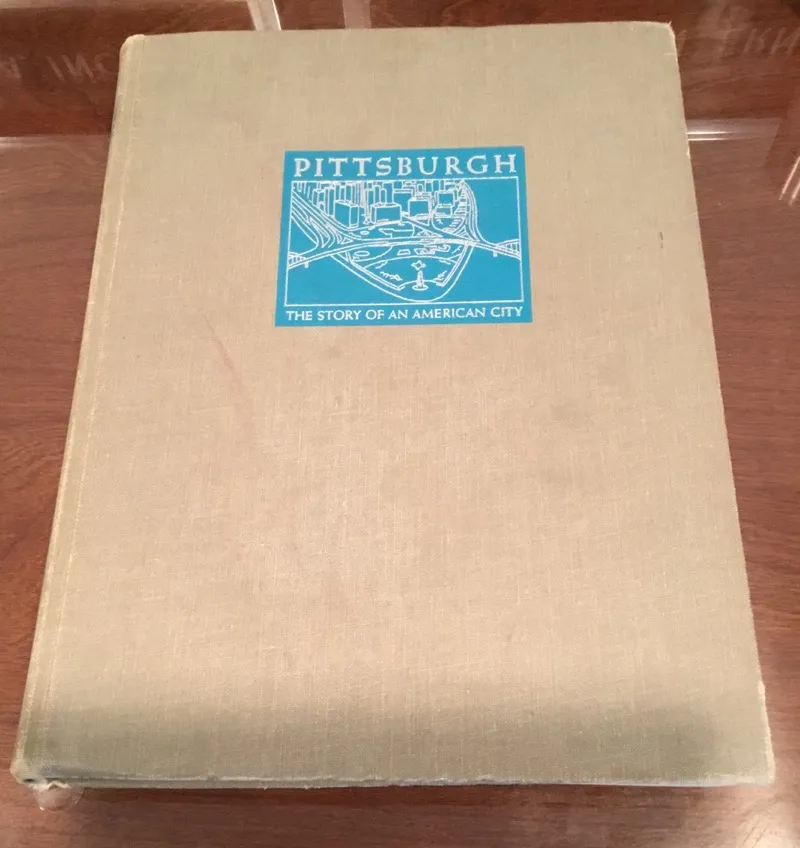 PITTSBURGH
THE STORY OF AN AMERICAN CITY